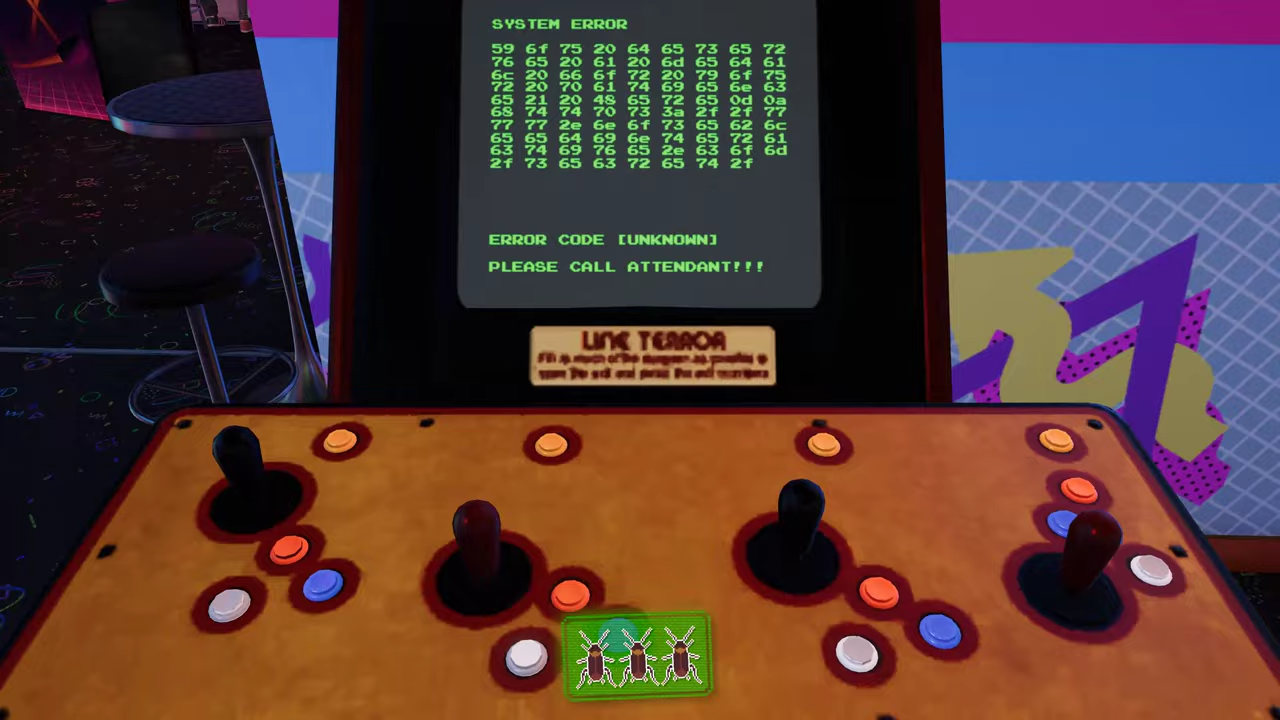 SYSTEM ERROR
59 6f 75 20 64 65 73 65 72
76 65 20 61 20 6d 65 64 61
6c 20 66 6f 72 20 79 6f 75
72 20 70 61 74 69 65 6e 63
65 21 20 48 65 72 65 0d 0a
68 74 74 70 73 3a 2f 2f 77
77 77 2e 6e 6f 73 65 62 6c
65 65 64 69 6e 74 65 72 61
63 74 69 76 65 2e 63 6f 6d
2f 73 65 63 72 65 74 2f
ERROR CODE [UNKNOWN]
PLEASE CALL ATTENDANT!!!
LINE TERROR